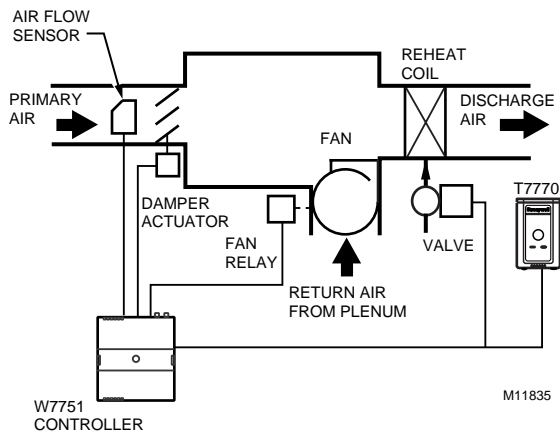 AIR FLOW
SENSOR
REHEAT
COIL
PRIMARY
AIR
DISCHARGE
AIR
FAN
T7770
DAMPER
ACTUATOR
FAN
RELAY
VALVE
RETURN AIR
FROM PLENUM
W7751
CONTROLLER
M11835